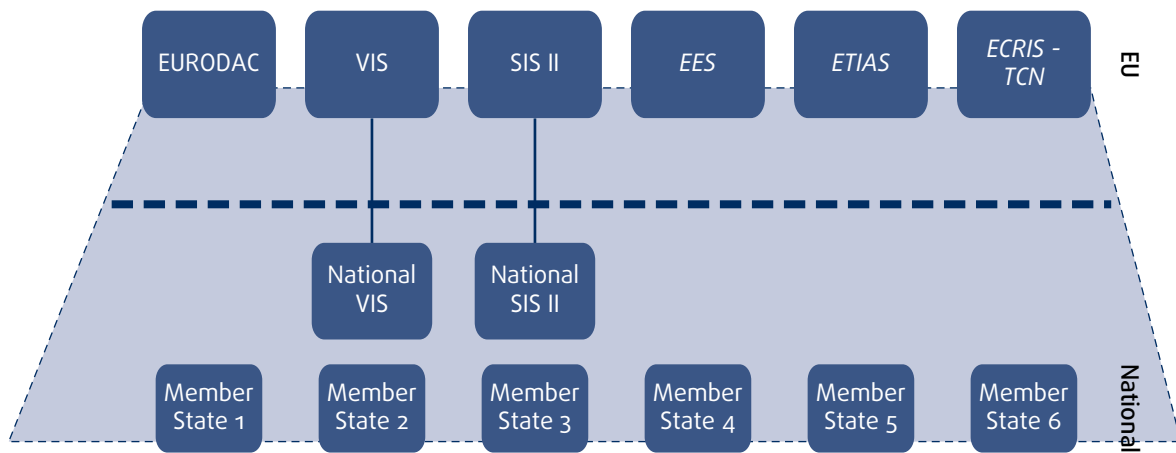 EURODAC
VIS
SIS II
EES
ETIAS
ECRIS -
TCN
EU
National
VIS
National
SIS II
Member
State 1
Member
State 2
Member
State 3
Member
State 4
Member
State 5
Member
State 6
National